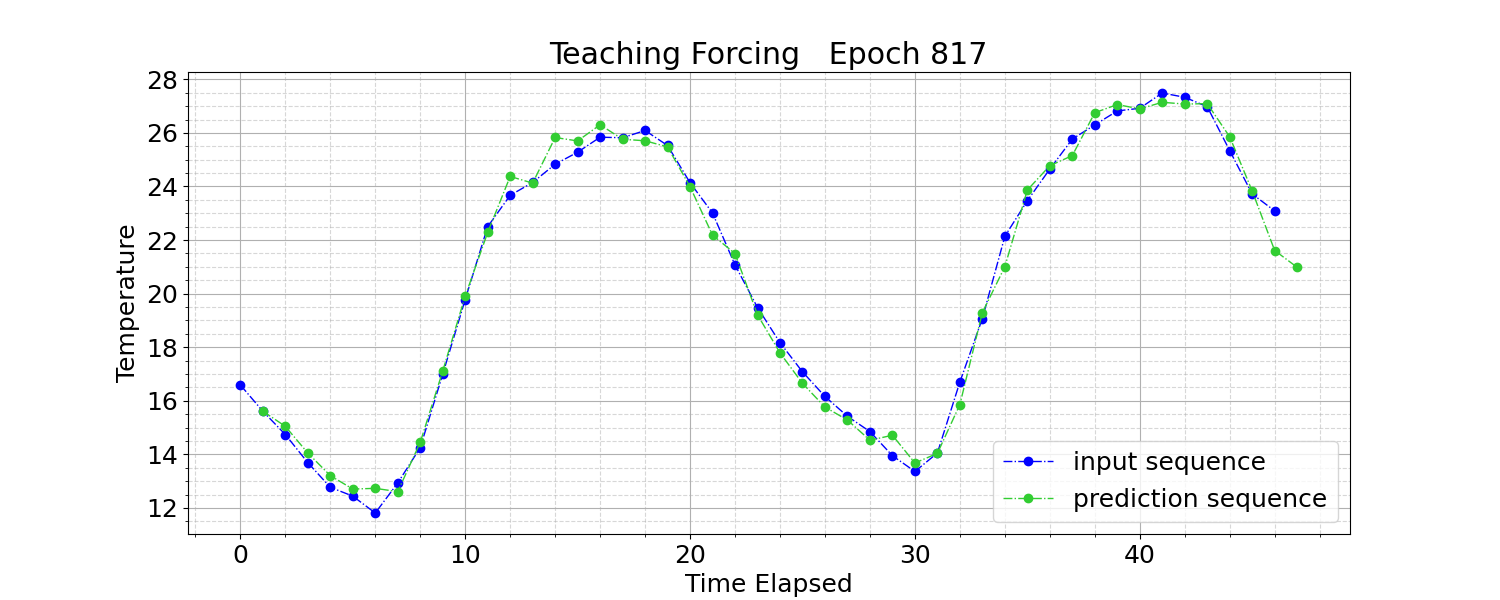 Teaching Forcing   Epoch 817
28
26
24
22
20
18
16
14
12
Temperature
input sequence
prediction sequence
0 10 20 30 40
Time Elapsed